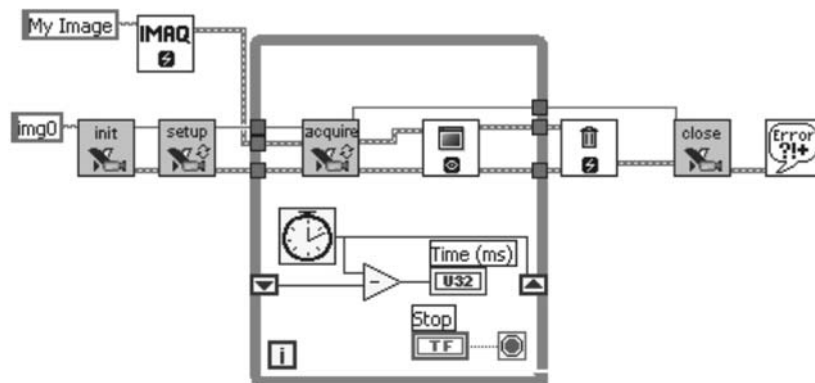 My Image
IMAQ
img0
init
setup
acquire
close
Error
?!+
Time (ms)
U32
Stop
TF
i